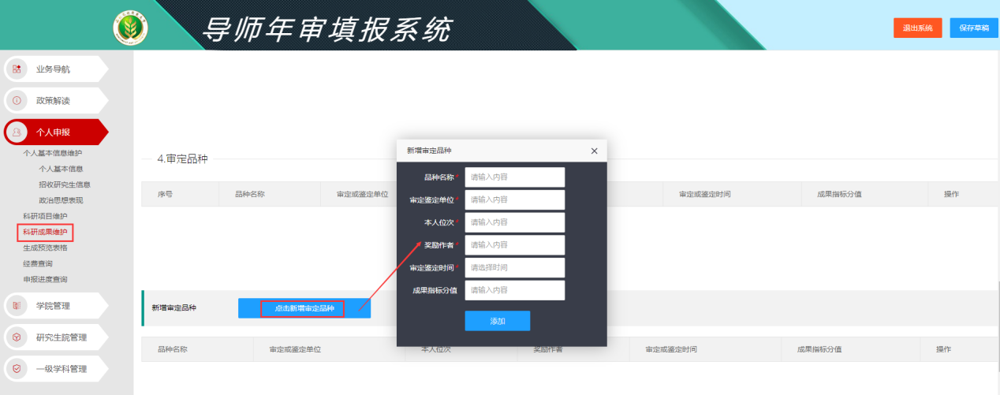 导师年审填报系统
退出系统
保存草稿
业务导航
政策解读
个人申报
个人基本信息维护
个人基本信息
招收研究生信息
政治思想表现
科研项目维护
科研成果维护
生成预览表格
经费查询
申报进度查询
学院管理
研究生院管理
一级学科管理
4.审定品种
序号 品种名称 审定或鉴定单位 审定或鉴定时间 成果指标分值 操作
新增审定品种 ×
品种名称* 请输入内容
审定鉴定单位* 请输入内容
本人位次* 请输入内容
奖励作者* 请输入内容
审定鉴定时间* 请选择时间
成果指标分值 请输入内容
添加
新增审定品种 点击新增审定品种
品种名称 审定或鉴定单位 本人位次 奖励作者 审定或鉴定时间 成果指标分值 操作